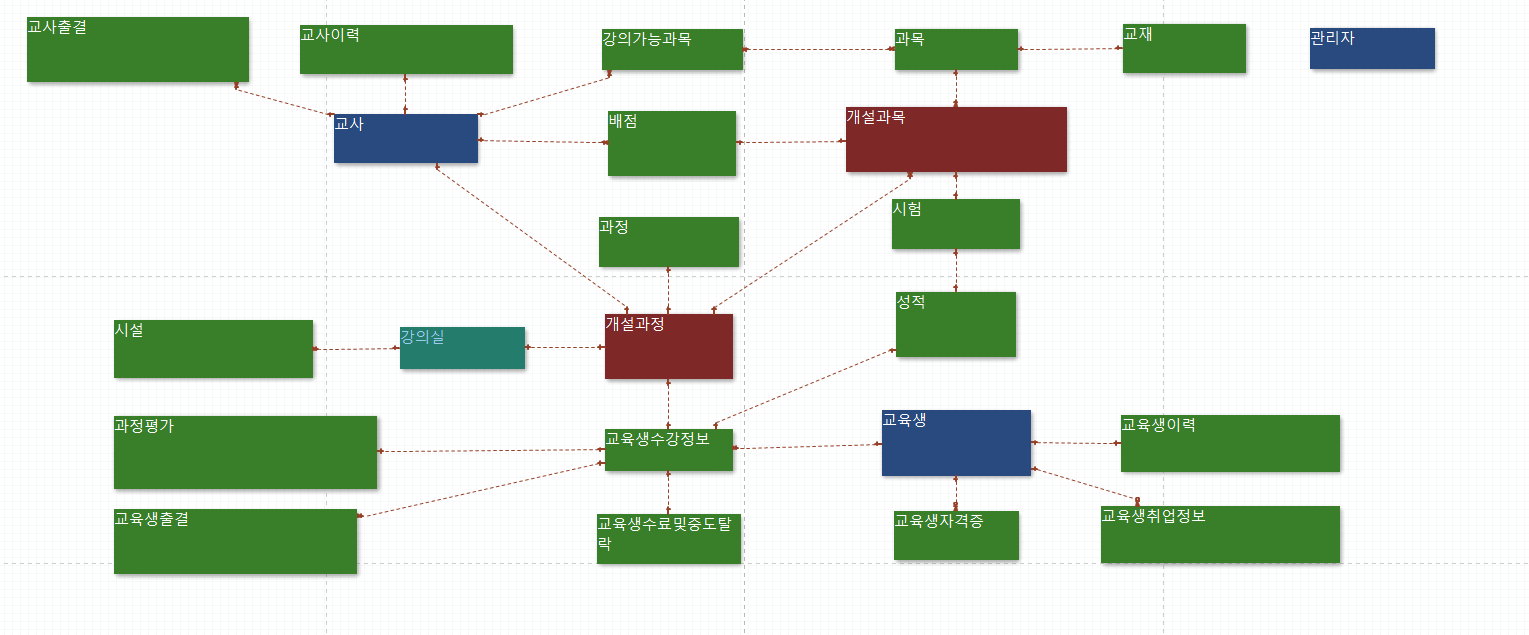 교사출결
교사이력
강의가능과목
과목
교재
관리자
교사
배점
개설과목
과정
시험
시설
강의실
개설과정
성적
과정평가
교육생수강정보
교육생
교육생이력
교육생출결
교육생수료및중도탈
락
교육생자격증
교육생취업정보